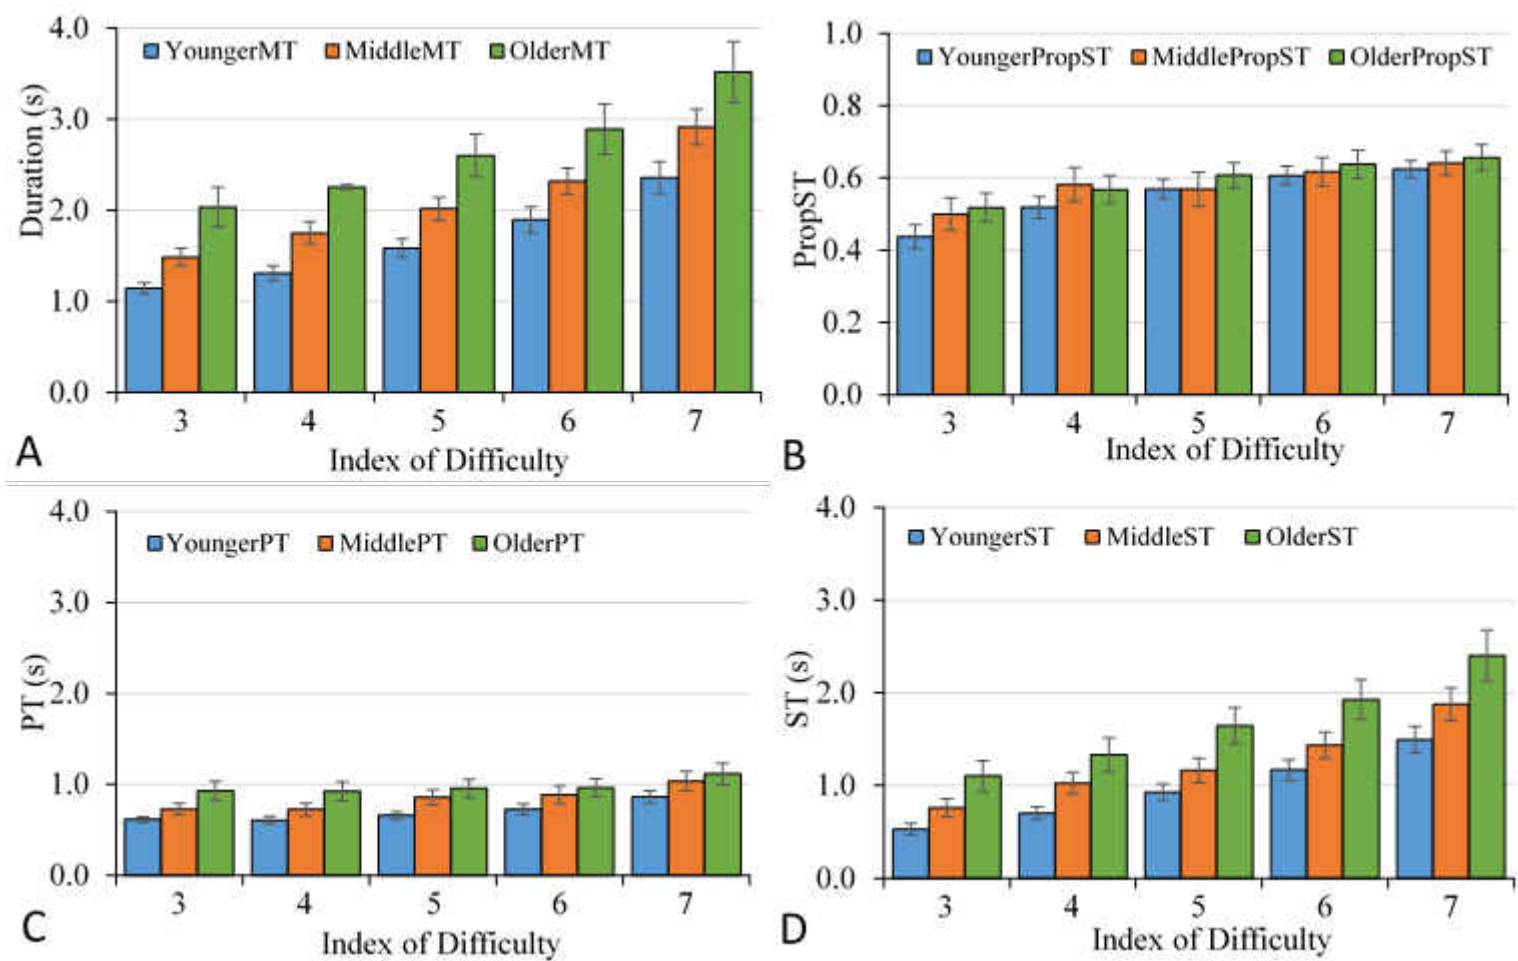 4.0
YoungerMT MiddleMT OlderMT
3.0
2.0
1.0
0.0
Duration (s)
3 4 5 6 7
A
Index of Difficulty
1.0
YoungerPropST MiddlePropST OlderPropST
0.8
0.6
0.4
0.2
0.0
PropST
3 4 5 6 7
B
Index of Difficulty
4.0
YoungerPT MiddlePT OlderPT
3.0
2.0
1.0
0.0
PT (s)
3 4 5 6 7
C
Index of Difficulty
4.0
YoungerST MiddleST OlderST
3.0
2.0
1.0
0.0
ST (s)
3 4 5 6 7
D
Index of Difficulty